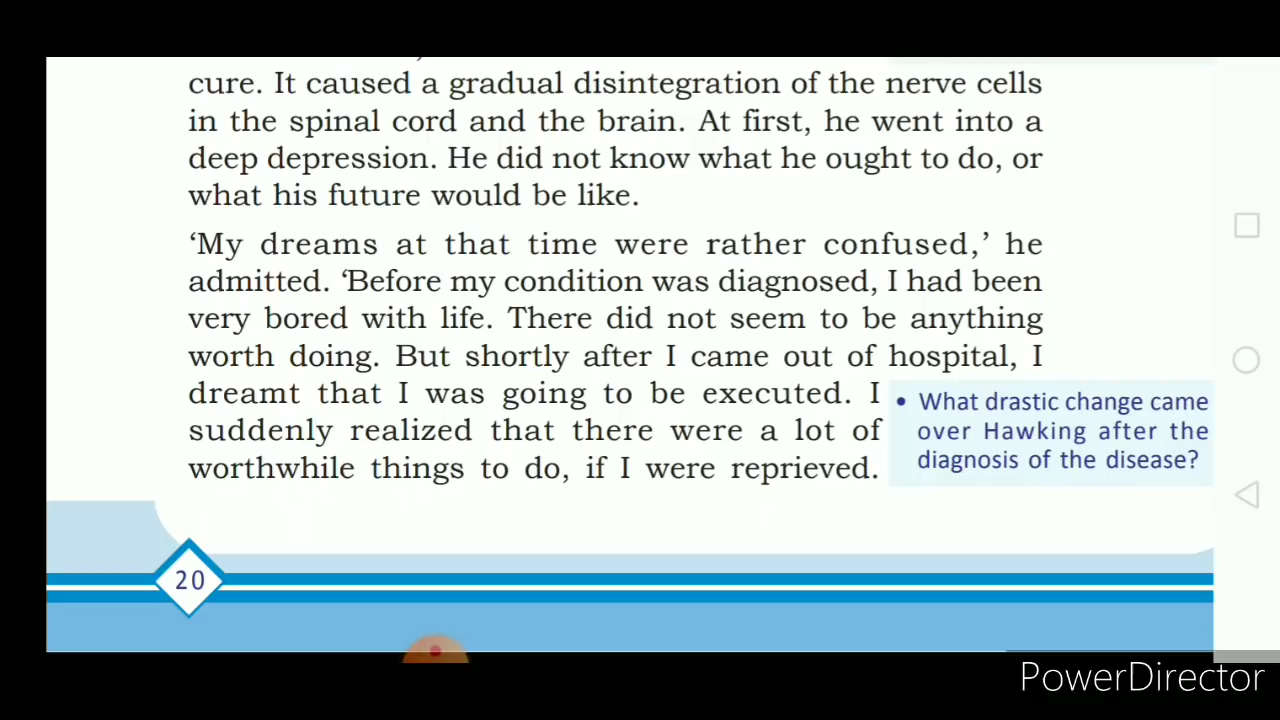 cure. It caused a gradual disintegration of the nerve cells
in the spinal cord and the brain. At first, he went into a
deep depression. He did not know what he ought to do, or
what his future would be like.
‘My dreams at that time were rather confused,’ he
admitted. ‘Before my condition was diagnosed, I had been
very bored with life. There did not seem to be anything
worth doing. But shortly after I came out of hospital, I
dreamt that I was going to be executed. I
suddenly realized that there were a lot of
worthwhile things to do, if I were reprieved.
• What drastic change came
over Hawking after the
diagnosis of the disease?
20
PowerDirector